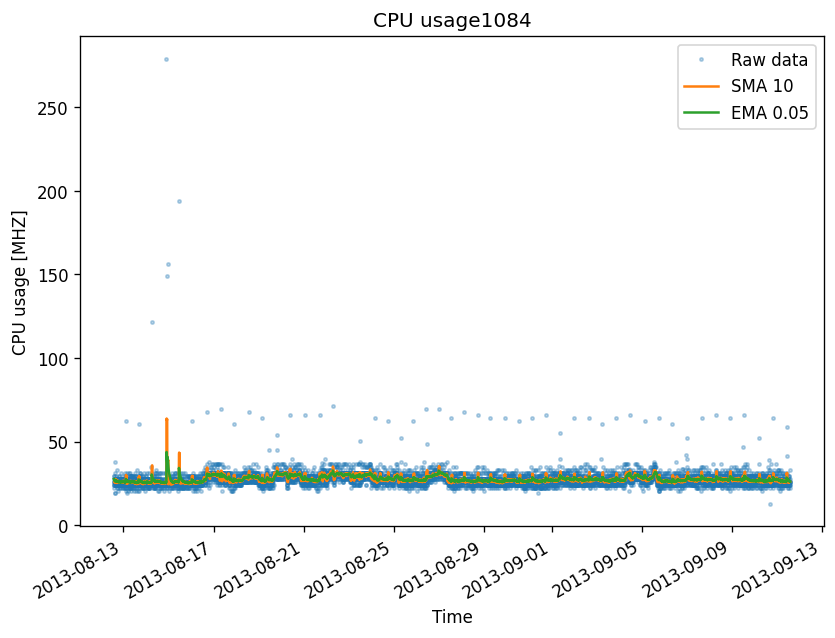 CPU usage1084
Raw data
SMA 10
EMA 0.05
CPU usage [MHZ]
250
200
150
100
50
0
2013-08-13
2013-08-17
2013-08-21
2013-08-25
2013-08-29
2013-09-01
2013-09-05
2013-09-09
2013-09-13
Time